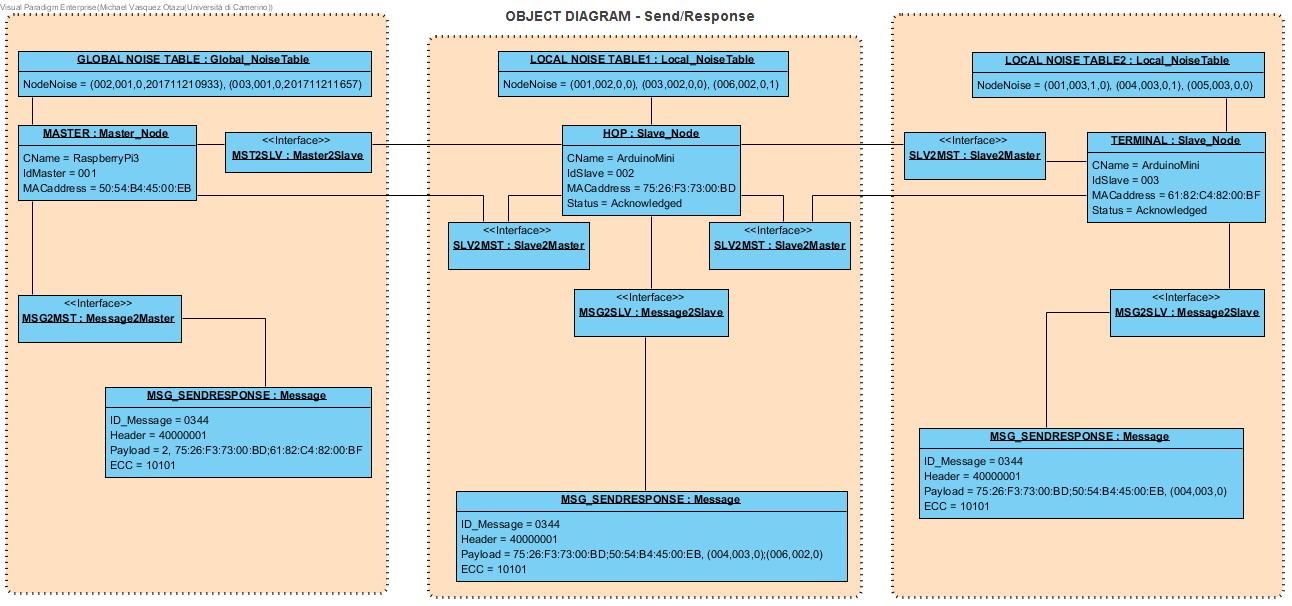 Visual Paradigm Enterprise(Michael Vasquez Otazu(Università di Camerino))
OBJECT DIAGRAM - Send/Response
GLOBAL NOISE TABLE : Global_NoiseTable
NodeNoise = (002,001,0,201711210933), (003,001,0,201711211657)
MASTER : Master_Node
CName = RaspberryPi3
IdMaster = 001
MACaddress = 50:54:B4:45:00:EB
<<Interface>>
MST2SLV : Master2Slave
<<Interface>>
MSG2MST : Message2Master
MSG_SENDRESPONSE : Message
ID_Message = 0344
Header = 40000001
Payload = 2, 75:26:F3:73:00:BD;61:82:C4:82:00:BF
ECC = 10101
LOCAL NOISE TABLE1 : Local_NoiseTable
NodeNoise = (001,002,0,0), (003,002,0,0), (006,002,0,1)
HOP : Slave_Node
CName = ArduinoMini
IdSlave = 002
MACaddress = 75:26:F3:73:00:BD
Status = Acknowledged
<<Interface>>
SLV2MST : Slave2Master
<<Interface>>
SLV2MST : Slave2Master
<<Interface>>
MSG2SLV : Message2Slave
MSG_SENDRESPONSE : Message
ID_Message = 0344
Header = 40000001
Payload = 75:26:F3:73:00:BD;50:54:B4:45:00:EB, (004,003,0);(006,002,0)
ECC = 10101
LOCAL NOISE TABLE2 : Local_NoiseTable
NodeNoise = (001,003,1,0), (004,003,0,1), (005,003,0,0)
<<Interface>>
SLV2MST : Slave2Master
TERMINAL : Slave_Node
CName = ArduinoMini
IdSlave = 003
MACaddress = 61:82:C4:82:00:BF
Status = Acknowledged
<<Interface>>
MSG2SLV : Message2Slave
MSG_SENDRESPONSE : Message
ID_Message = 0344
Header = 40000001
Payload = 75:26:F3:73:00:BD;50:54:B4:45:00:EB, (004,003,0)
ECC = 10101